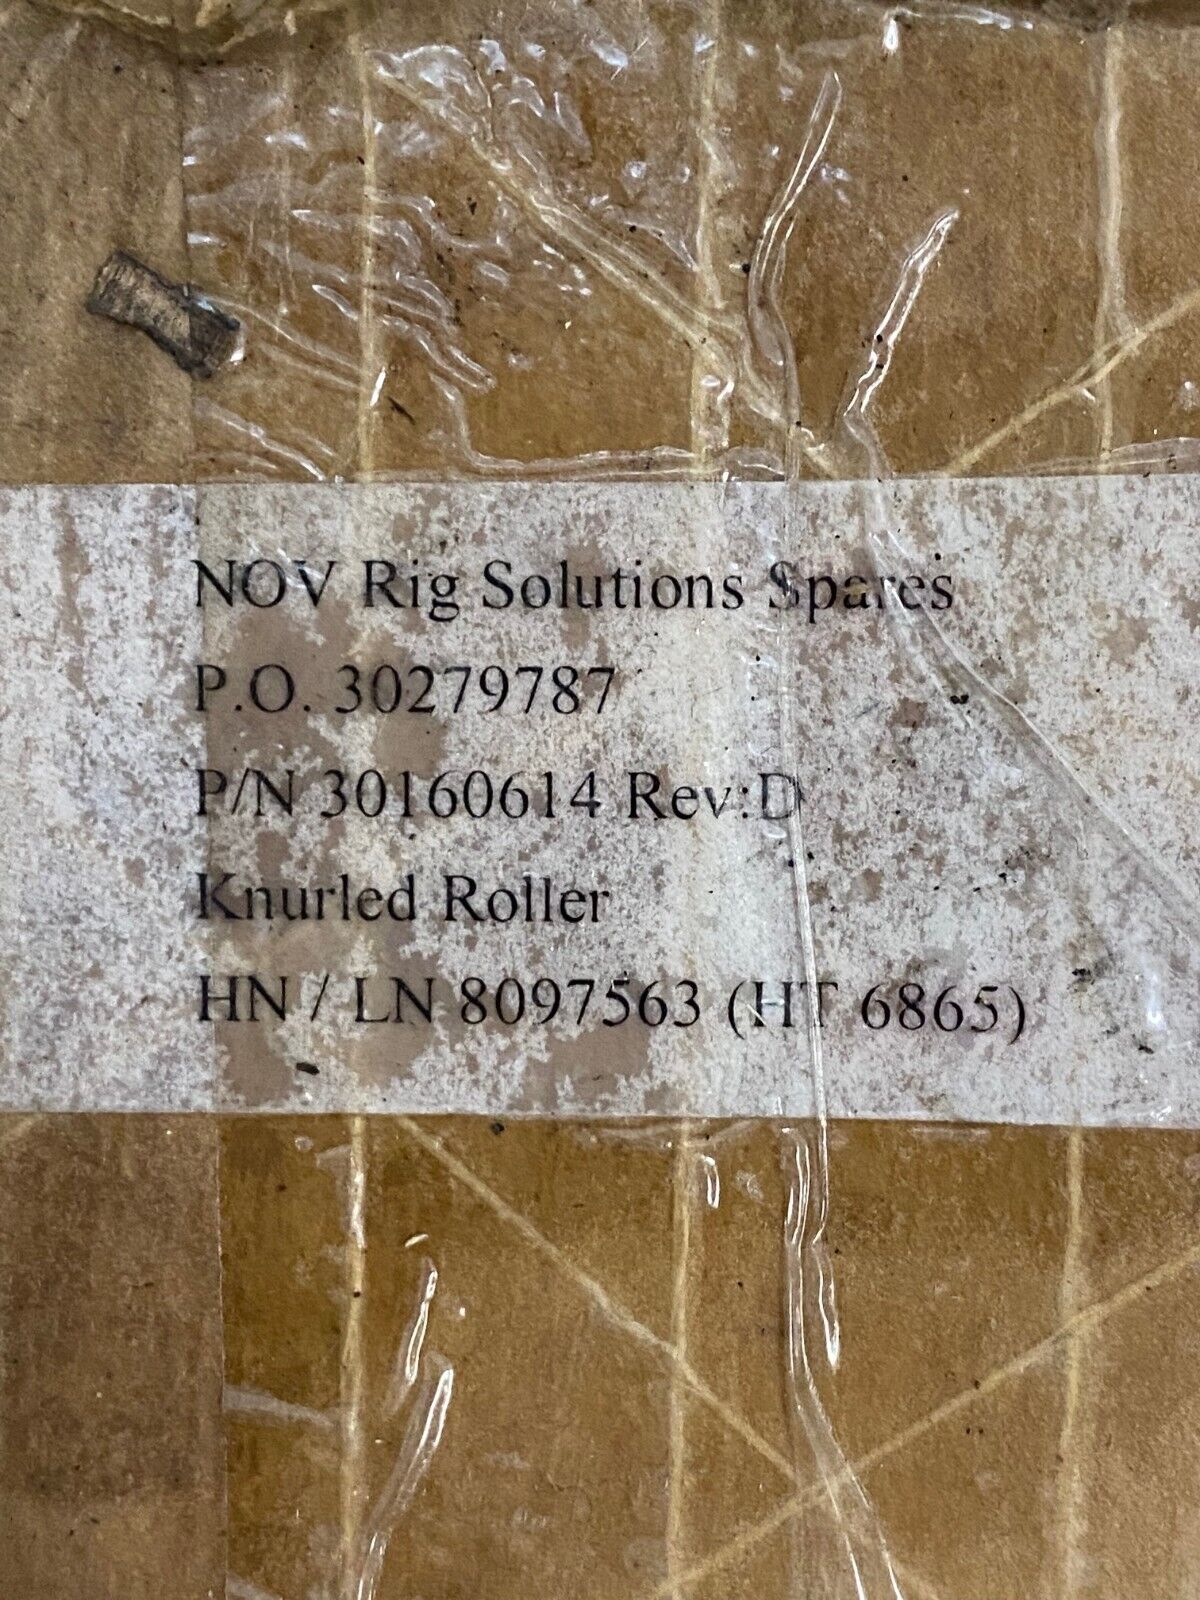 NOV Rig Solutions Spares
P.O. 30279787
P/N 30160614 Rev:D
Knurled Roller
HN / LN 8097563 (HT 6865)